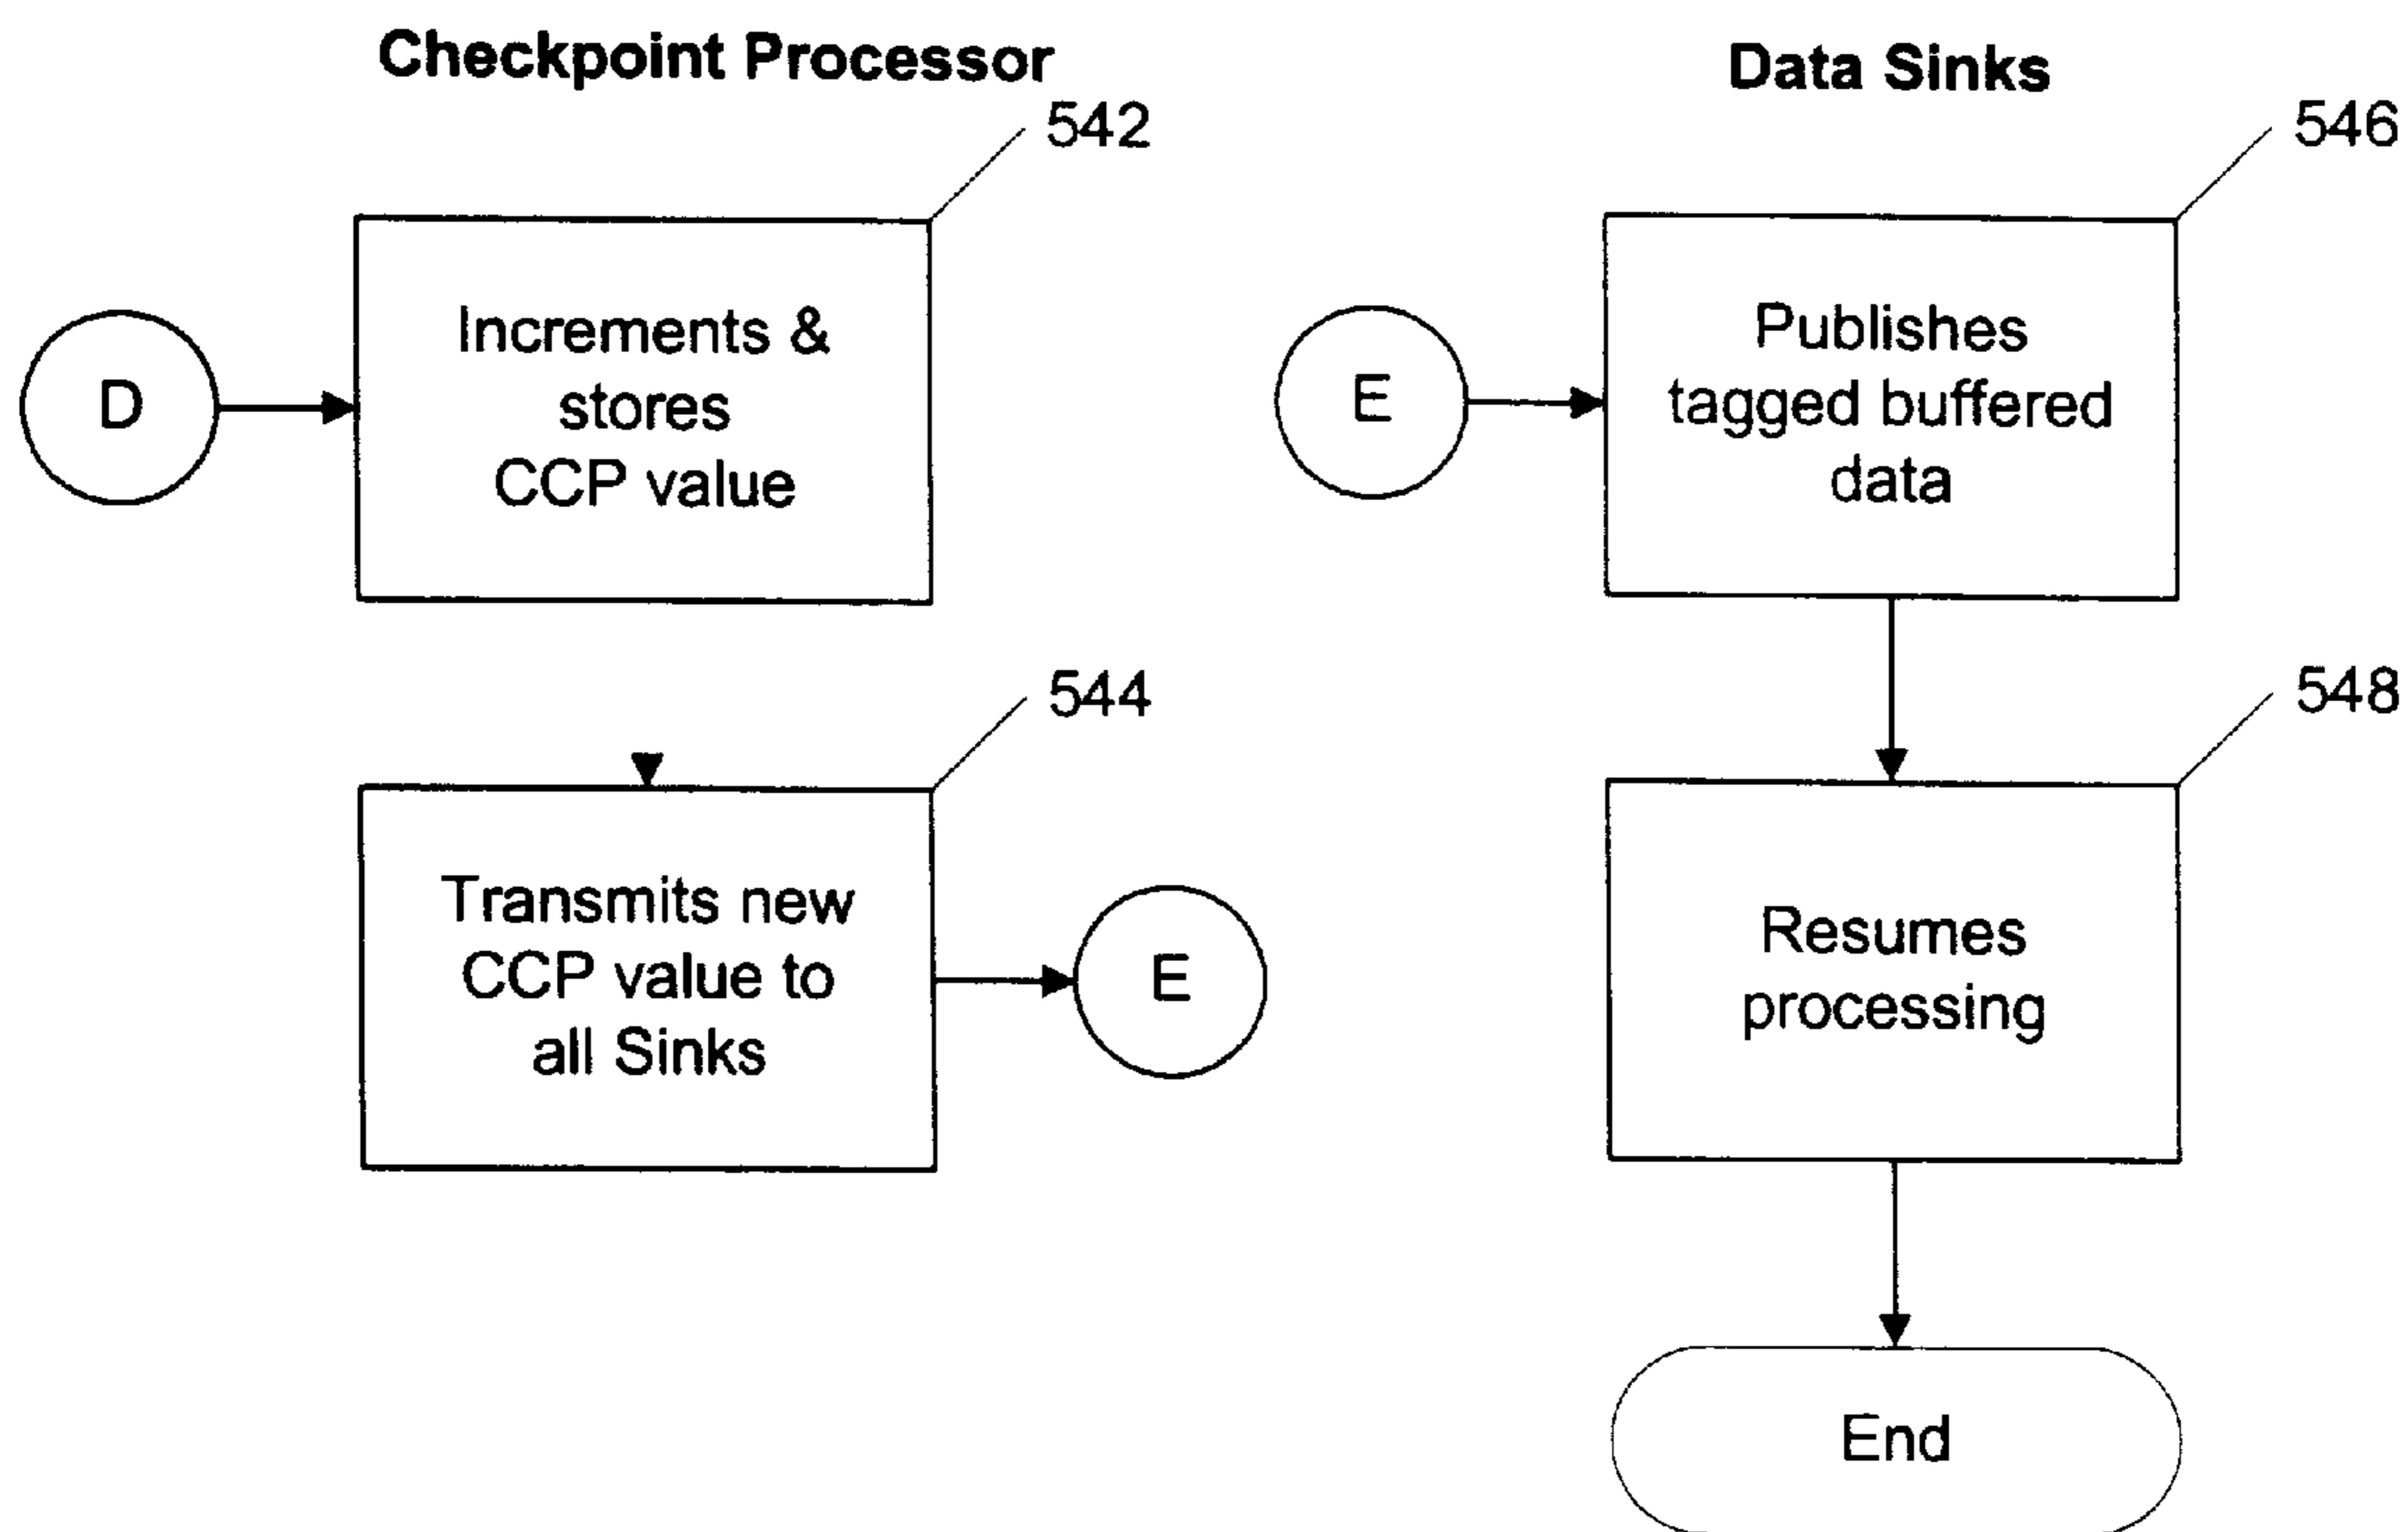 Checkpoint Processor
542
D
Increments &
stores
CCP value
544
Transmits new
CCP value to
all Sinks
E
Data Sinks
546
E
Publishes
tagged buffered
data
548
Resumes
processing
End